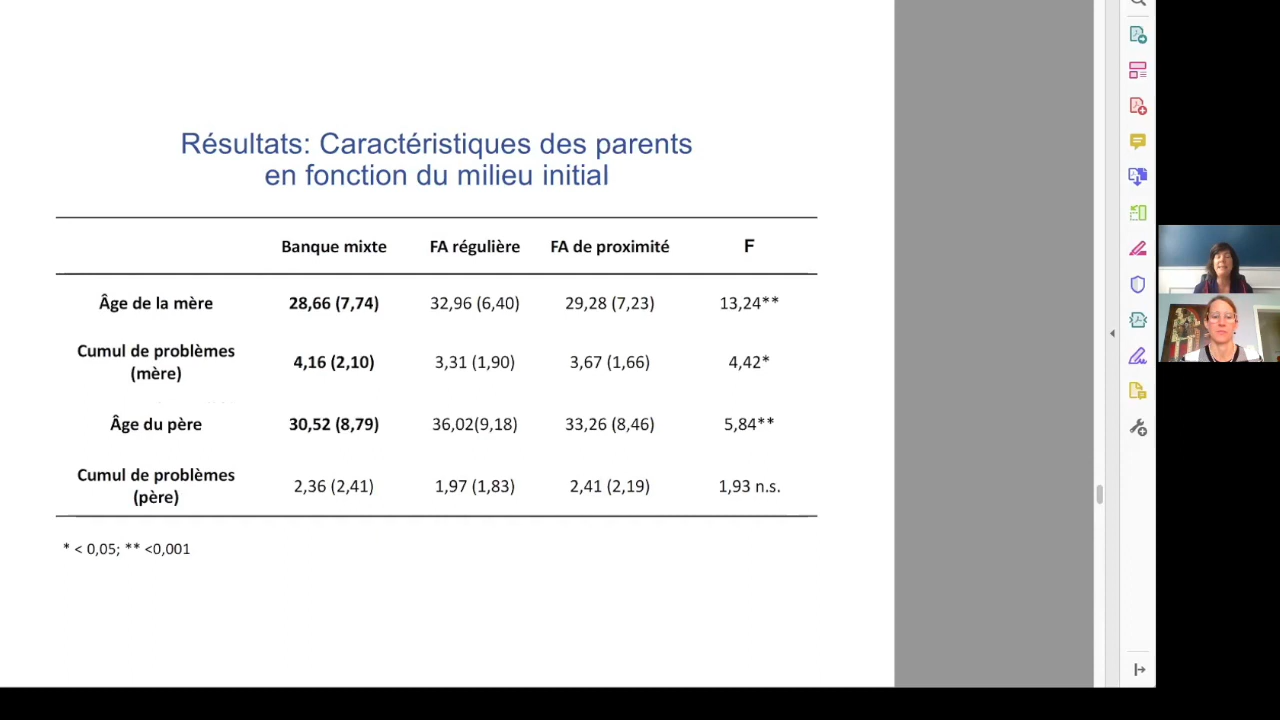 Résultats: Caractéristiques des parents
en fonction du milieu initial
Banque mixte FA régulière FA de proximité F
Âge de la mère 28,66 (7,74) 32,96 (6,40) 29,28 (7,23) 13,24**
Cumul de problèmes
(mère) 4,16 (2,10) 3,31 (1,90) 3,67 (1,66) 4,42*
Âge du père 30,52 (8,79) 36,02(9,18) 33,26 (8,46) 5,84**
Cumul de problèmes
(père) 2,36 (2,41) 1,97 (1,83) 2,41 (2,19) 1,93 n.s.
* < 0,05; ** <0,001